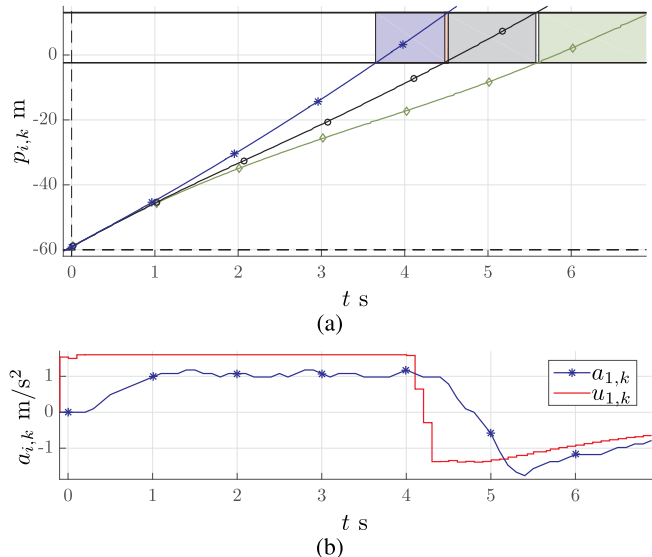 0
-20
-40
-60
p_{i,k} m
0 1 2 3 4 5 6
t s
(a)
1
0
-1
a_{i,k} m/s^2
a_{1,k}
u_{1,k}
0 1 2 3 4 5 6
t s
(b)